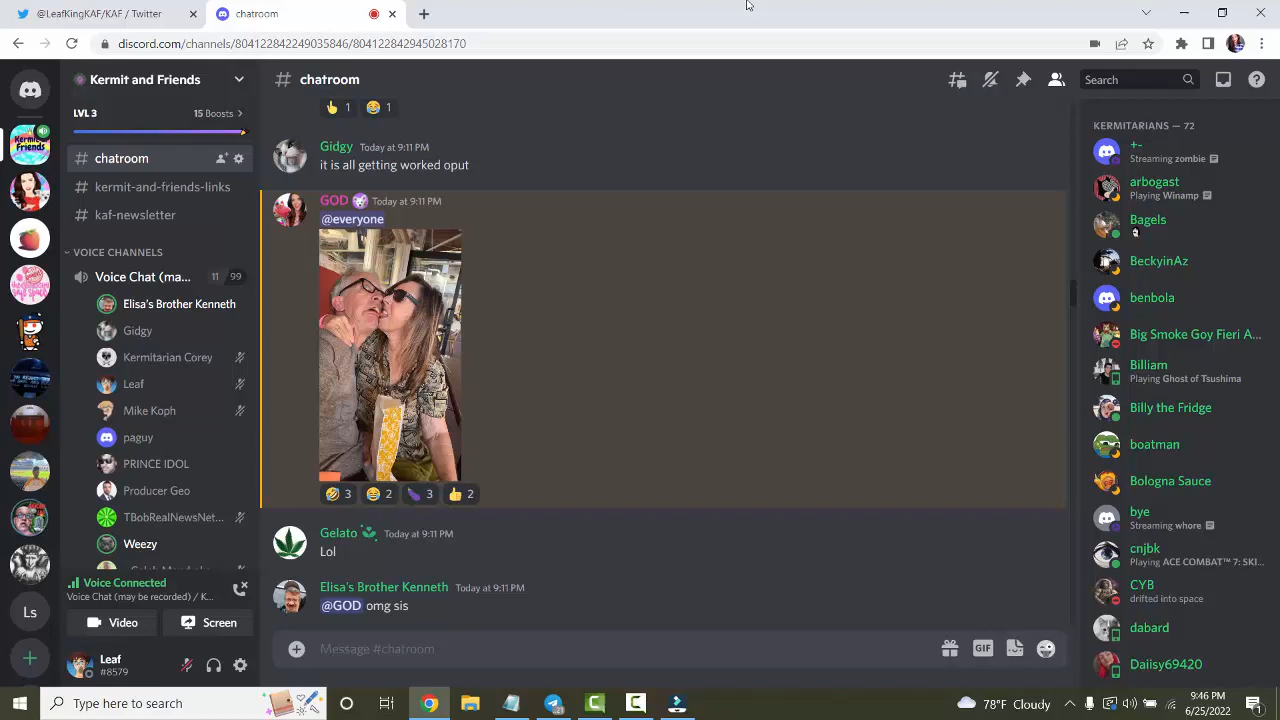 @LeafKingKAF/KAF / Twitter
chatroom
discord.com/channels/804122842249035846/804122842945028170
Kermit and Friends
# chatroom
Search
LVL 3
15 Boosts
# chatroom
# kermit-and-friends-links
# kaf-newsletter
VOICE CHANNELS
Voice Chat (ma... 11 99
Elisa's Brother Kenneth
Gidgy
Kermitarian Corey
Leaf
Mike Koph
paguy
PRINCE IDOL
Producer Geo
TBobRealNewsNet...
Weezy
Voice Connected
Voice Chat (may be recorded) / K...
Video
Screen
Leaf
#8579
Ls
👆 1 😂 1
Gidgy Today at 9:11 PM
it is all getting worked oput
GOD Today at 9:11 PM
@everyone
🤣 3 😂 2 🍆 3 👍 2
Gelato Today at 9:11 PM
Lol
Elisa's Brother Kenneth Today at 9:11 PM
@GOD omg sis
Message #chatroom
GIF
KERMITARIANS — 72
+-
Streaming zombie
arbogast
Playing Winamp
Bagels
BeckyinAz
benbola
Big Smoke Goy Fieri A...
Billiam
Playing Ghost of Tsushima
Billy the Fridge
boatman
Bologna Sauce
bye
Streaming whore
cnjbk
Playing ACE COMBAT™ 7: SKI...
CYB
drifted into space
dabard
Daiisy69420
Type here to search
78°F Cloudy
9:46 PM
6/25/2022